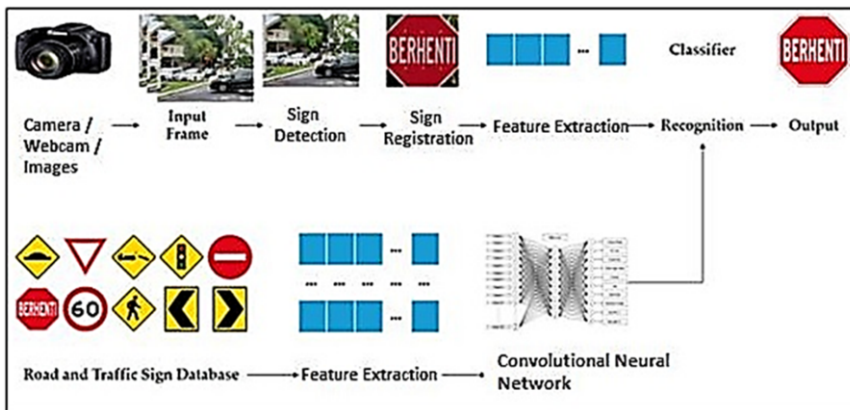 BERHENTI
Classifier
BERHENTI
Camera /
Webcam /
Images
Input
Frame
Sign
Detection
Sign
Registration
Feature Extraction
Recognition
Output
BERHENTI
60
Road and Traffic Sign Database
Feature Extraction
Convolutional Neural
Network